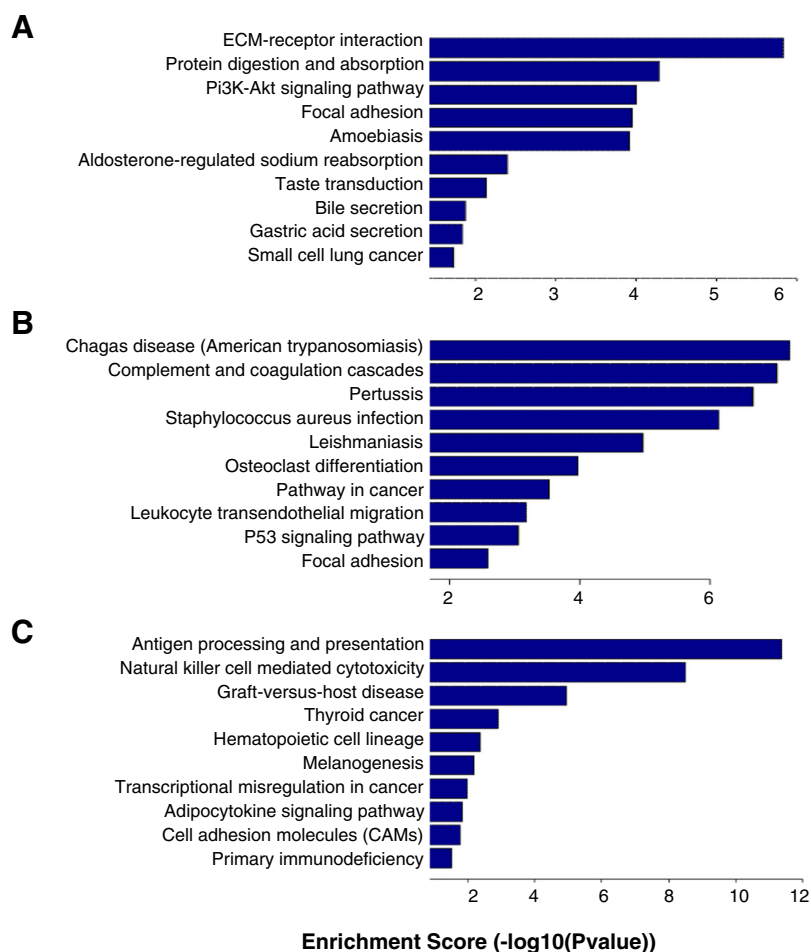 A
ECM-receptor interaction
Protein digestion and absorption
Pi3K-Akt signaling pathway
Focal adhesion
Amoebiasis
Aldosterone-regulated sodium reabsorption
Taste transduction
Bile secretion
Gastric acid secretion
Small cell lung cancer
2 3 4 5 6
B
Chagas disease (American trypanosomiasis)
Complement and coagulation cascades
Pertussis
Staphylococcus aureus infection
Leishmaniasis
Osteoclast differentiation
Pathway in cancer
Leukocyte transendothelial migration
P53 signaling pathway
Focal adhesion
2 4 6
C
Antigen processing and presentation
Natural killer cell mediated cytotoxicity
Graft-versus-host disease
Thyroid cancer
Hematopoietic cell lineage
Melanogenesis
Transcriptional misregulation in cancer
Adipocytokine signaling pathway
Cell adhesion molecules (CAMs)
Primary immunodeficiency
2 4 6 8 10 12
Enrichment Score (-log10(Pvalue))